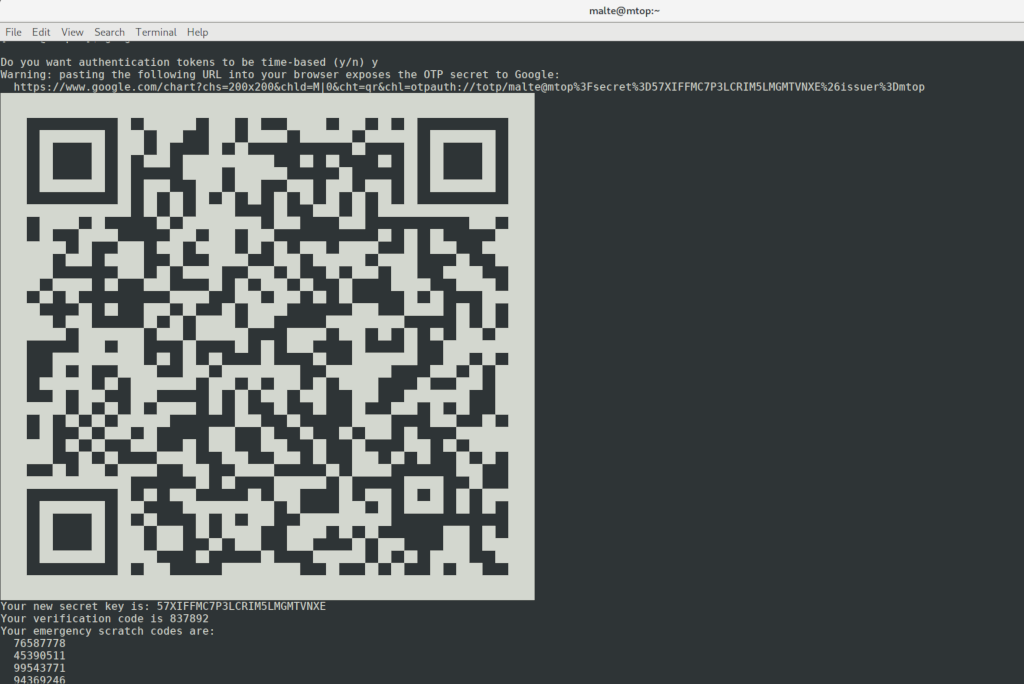 malte@mtop:~
File Edit View Search Terminal Help
Do you want authentication tokens to be time-based (y/n) y
Warning: pasting the following URL into your browser exposes the OTP secret to Google:
https://www.google.com/chart?chs=200x200&chld=M|0&cht=qr&chl=otpauth://totp/malte@mtop%3Fsecret%3D57XIFFMC7P3LCRIM5LMGMTVNXE%26issuer%3Dmtop
Your new secret key is: 57XIFFMC7P3LCRIM5LMGMTVNXE
Your verification code is 837892
Your emergency scratch codes are:
76587778
45390511
99543771
94369246